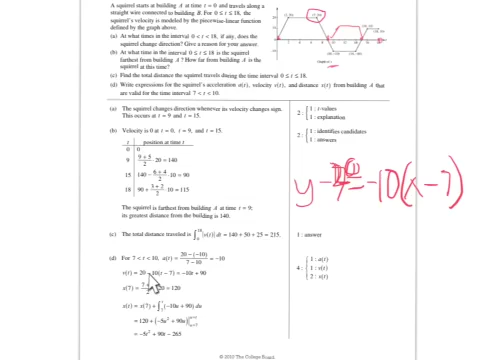 A squirrel starts at building A at time t = 0 and travels along a
straight wire connected to building B. For 0 ≤ t ≤ 18, the
squirrel's velocity is modeled by the piecewise-linear function
defined by the graph above.
(a) At what times in the interval 0 < t < 18, if any, does the
squirrel change direction? Give a reason for your answer.
(b) At what time in the interval 0 ≤ t ≤ 18 is the squirrel
farthest from building A ? How far from building A is the
squirrel at this time?
(c) Find the total distance the squirrel travels during the time interval 0 ≤ t ≤ 18.
(d) Write expressions for the squirrel's acceleration a(t), velocity v(t), and distance x(t) from building A that
are valid for the time interval 7 < t < 10.
(a) The squirrel changes direction whenever its velocity changes sign.
This occurs at t = 9 and t = 15.
2 : { 1 : t-values
1 : explanation
(b) Velocity is 0 at t = 0, t = 9, and t = 15.
2 : { 1 : identifies candidates
1 : answers
t position at time t
0 0
9 (9 + 5)/2 · 20 = 140
15 140 − (6 + 4)/2 · 10 = 90
18 90 + (3 + 2)/2 · 10 = 115
y − 20 = −10(x − 7)
The squirrel is farthest from building A at time t = 9;
its greatest distance from the building is 140.
(c) The total distance traveled is ∫₀¹⁸ |v(t)| dt = 140 + 50 + 25 = 215.
1 : answer
(d) For 7 < t < 10, a(t) = (20 − (−10))/(7 − 10) = −10
v(t) = 20 − 10(t − 7) = −10t + 90
4 : { 1 : a(t)
1 : v(t)
2 : x(t)
x(7) = (7 + 5)/2 · 20 = 120
x(t) = x(7) + ∫₇ᵗ (−10u + 90) du
= 120 + (−5u² + 90u)|ᵤ₌₇ᵘ⁼ᵗ
= −5t² + 90t − 265
© 2010 The College Board.